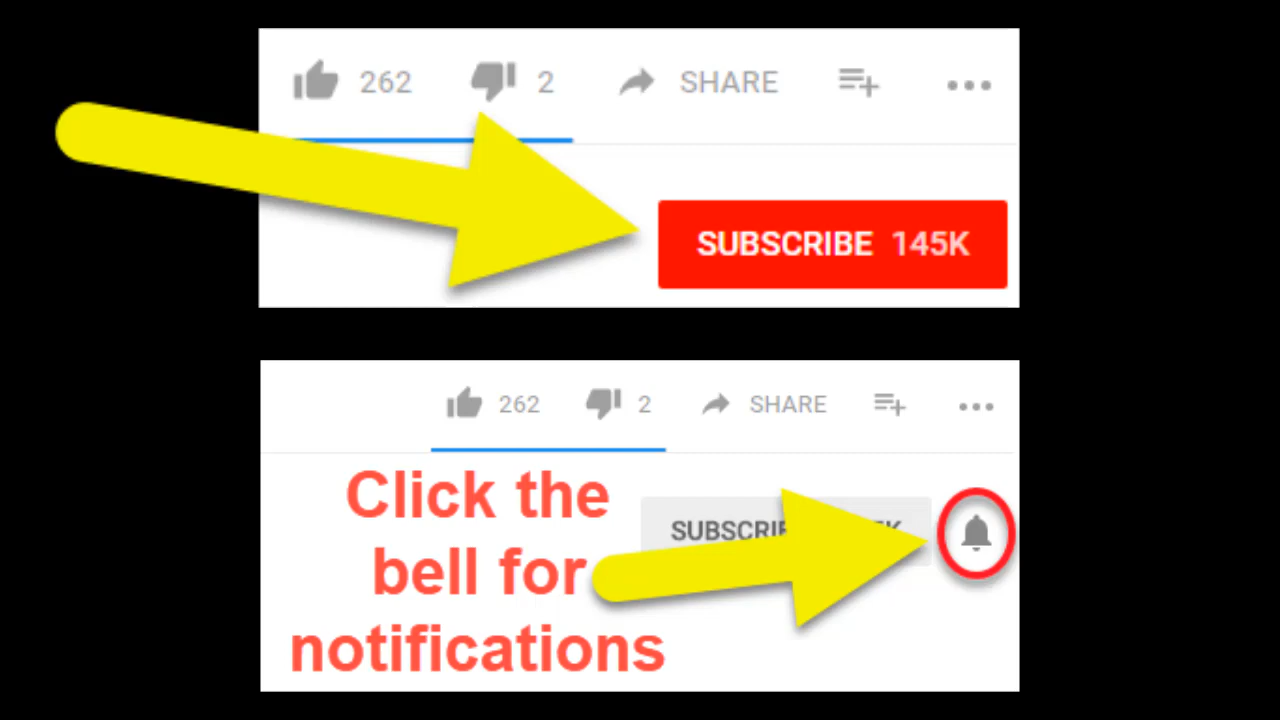 262 2 SHARE
SUBSCRIBE 145K
262 2 SHARE
Click the
bell for
notifications